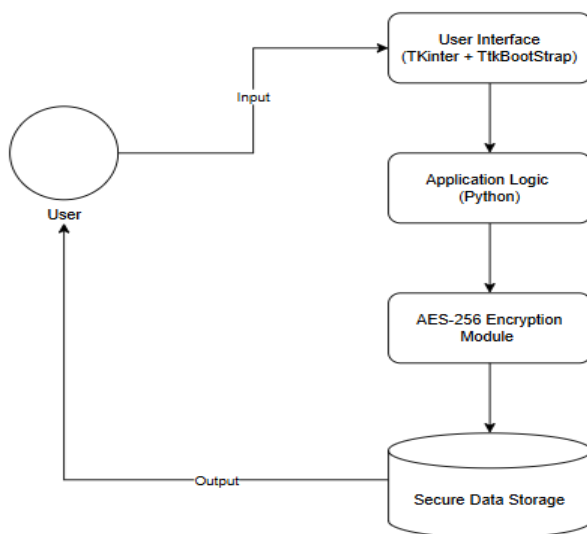 User Interface
(TKinter + TtkBootStrap)
Input
Application Logic
(Python)
User
AES-256 Encryption
Module
Output
Secure Data Storage